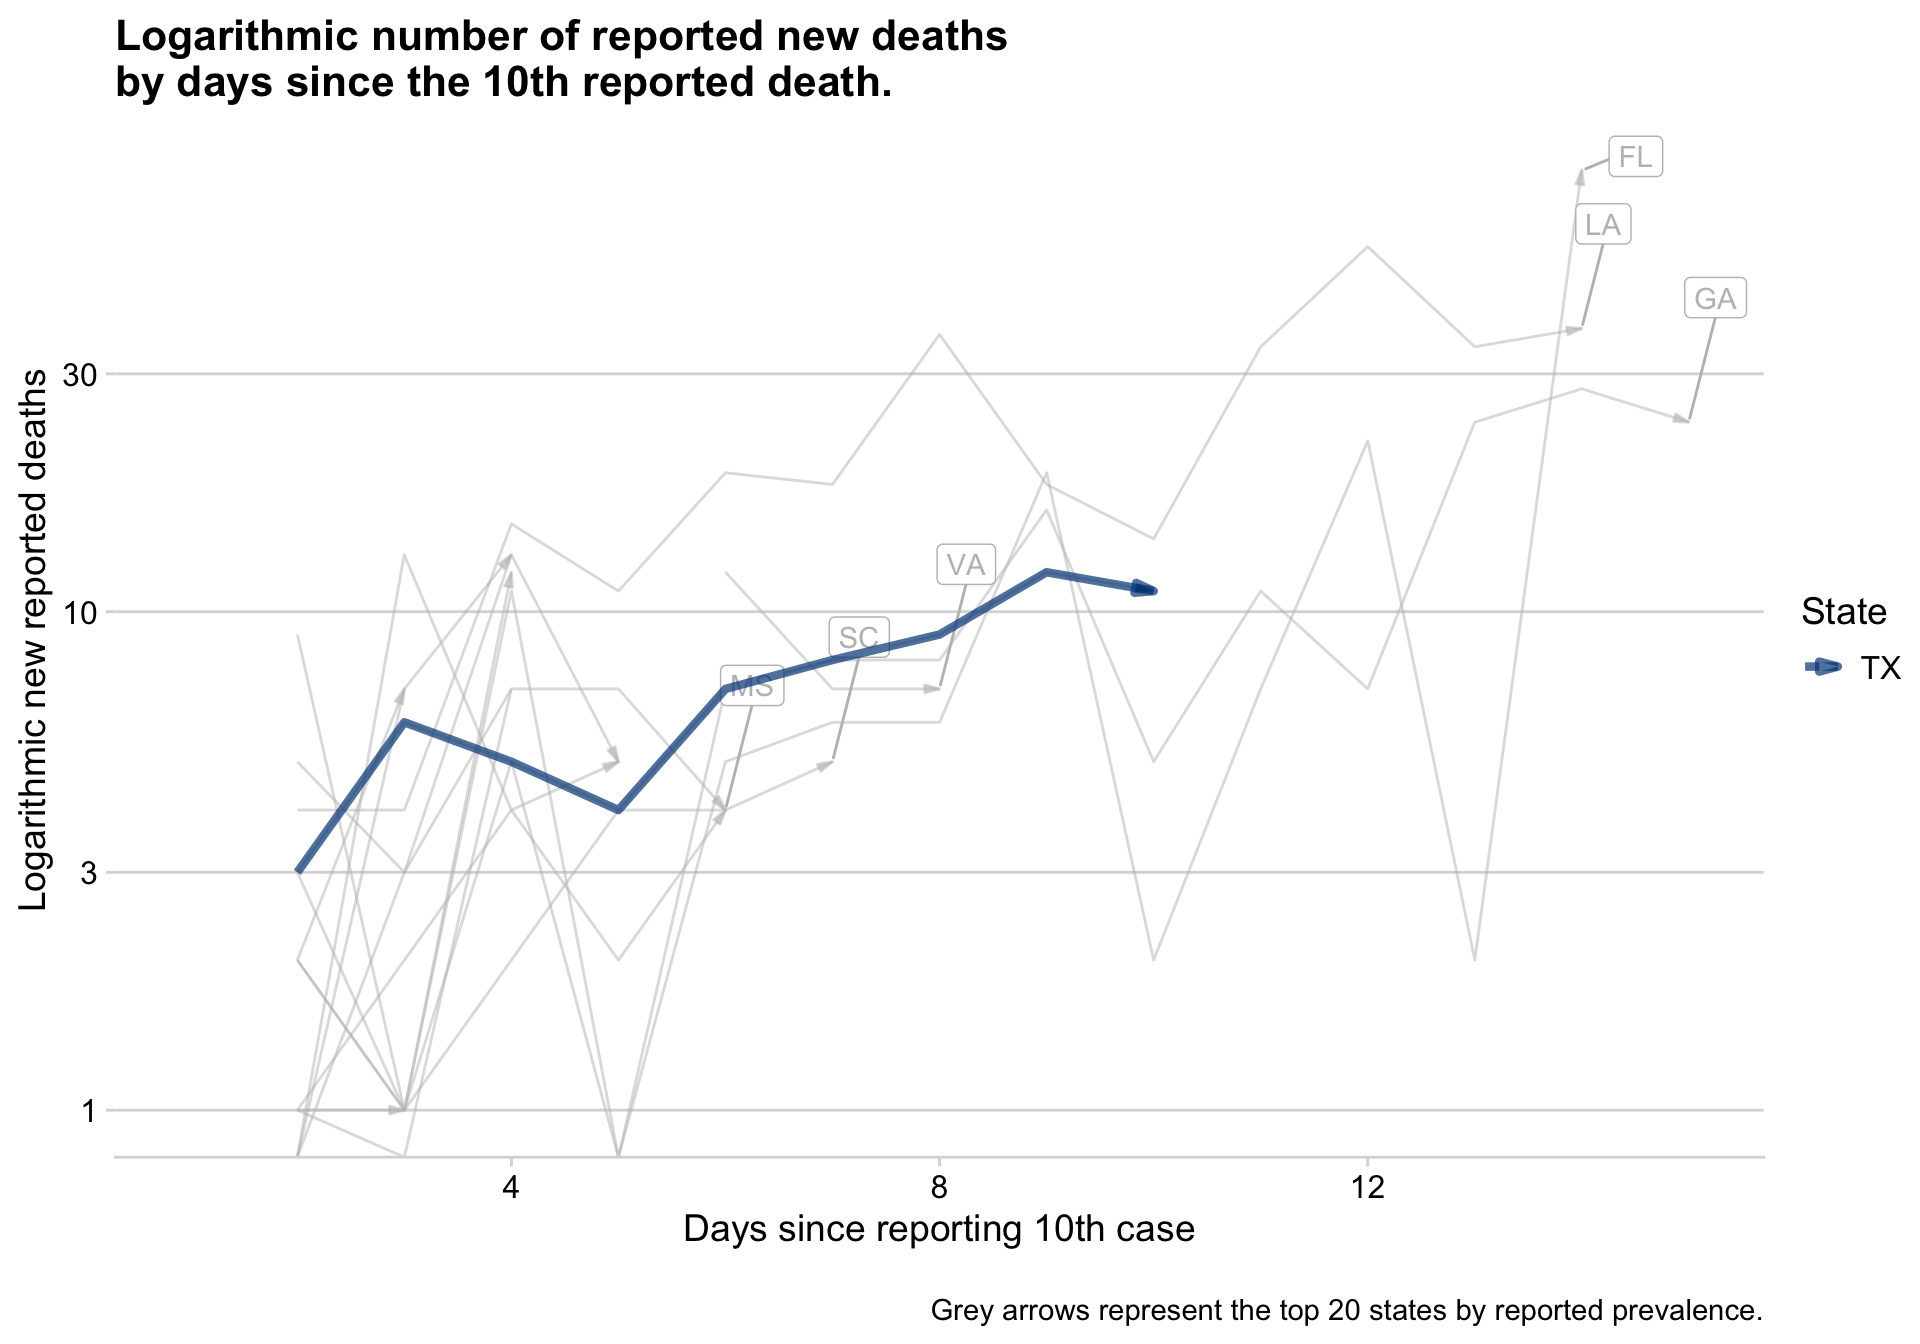 Logarithmic number of reported new deaths
by days since the 10th reported death.
FL
LA
GA
30
VA
10
SC
MS
3
1
4 8 12
Logarithmic new reported deaths
Days since reporting 10th case
State
TX
Grey arrows represent the top 20 states by reported prevalence.